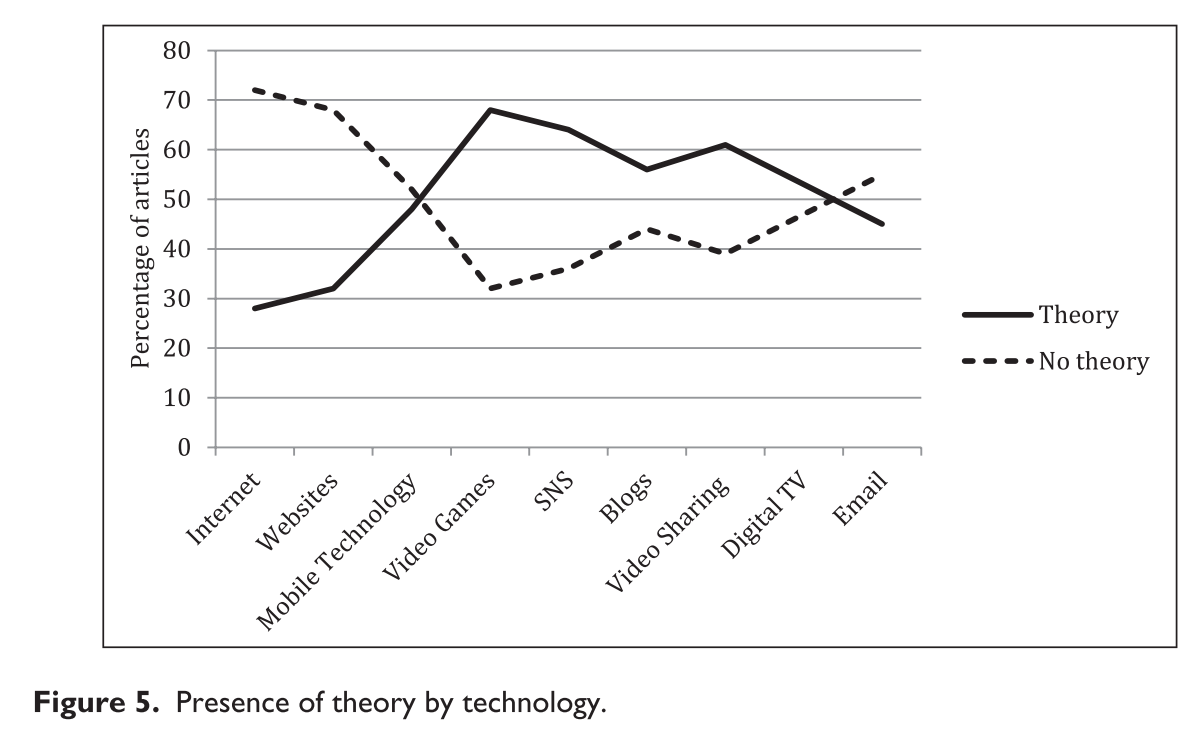 80
70
60
50
40
30
20
10
0
Percentage of articles
Internet
Websites
Mobile Technology
Video Games
SNS
Blogs
Video Sharing
Digital TV
Email
Theory
No theory
Figure 5. Presence of theory by technology.